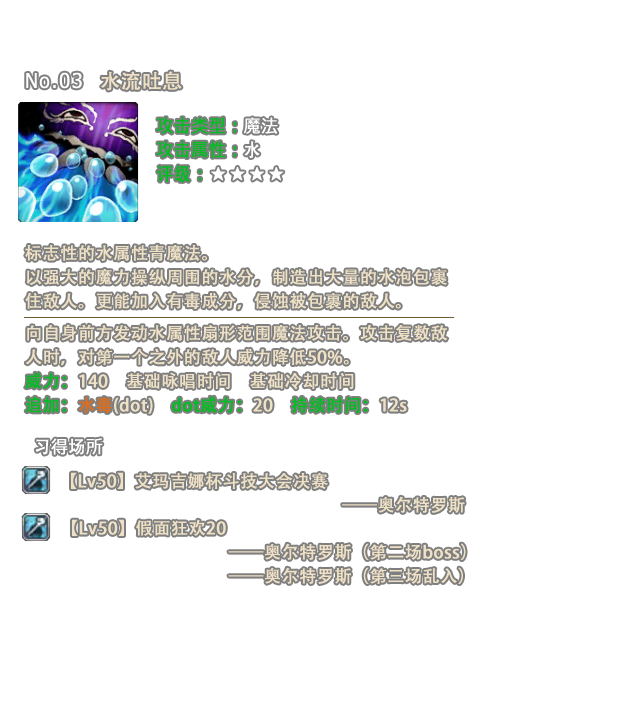 No.03 水流吐息
攻击类型：魔法
攻击属性：水
评级：☆☆☆☆
标志性的水属性青魔法。
以强大的魔力操纵周围的水分，制造出大量的水泡包裹
住敌人。更能加入有毒成分，侵蚀被包裹的敌人。
向自身前方发动水属性扇形范围魔法攻击。攻击复数敌
人时，对第一个之外的敌人威力降低50%。
威力：140 基础咏唱时间 基础冷却时间
追加：水毒(dot) dot威力：20 持续时间：12s
习得场所
【Lv50】艾玛吉娜杯斗技大会决赛
——奥尔特罗斯
【Lv50】假面狂欢20
——奥尔特罗斯（第二场boss）
——奥尔特罗斯（第三场乱入）